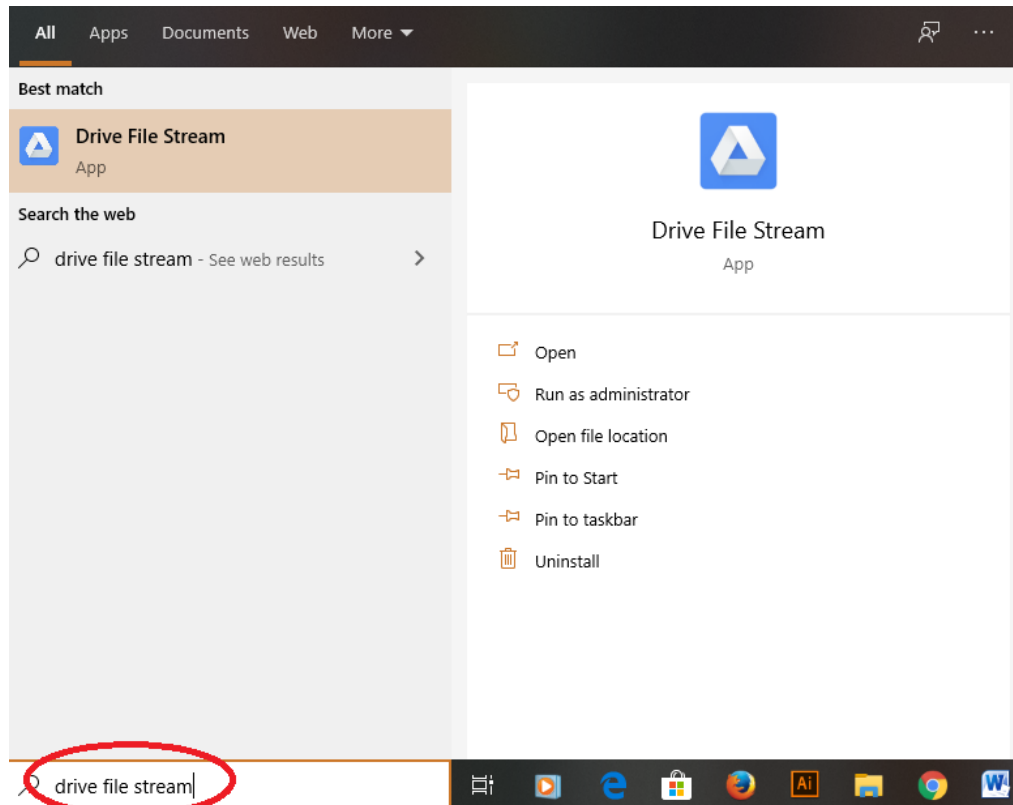 All Apps Documents Web More
Best match
Drive File Stream
App
Search the web
drive file stream - See web results
Drive File Stream
App
Open
Run as administrator
Open file location
Pin to Start
Pin to taskbar
Uninstall
drive file stream
Ai
W